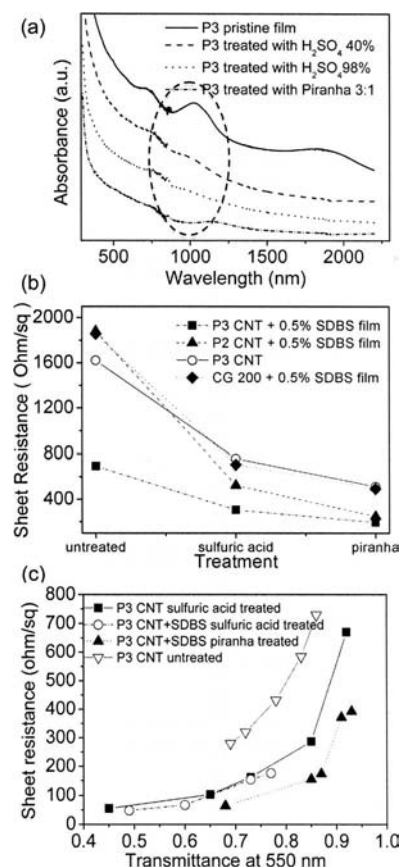 (a)
P3 pristine film
P3 treated with H₂SO₄ 40%
P3 treated with H₂SO₄98%
P3 treated with Piranha 3:1
Absorbance (a.u.)
500 1000 1500 2000
Wavelength (nm)
(b)
2000
1600
1200
800
400
Sheet Resistance ( Ohm/sq)
P3 CNT + 0.5% SDBS film
P2 CNT + 0.5% SDBS film
P3 CNT
CG 200 + 0.5% SDBS film
untreated sulfuric acid piranha
Treatment
(c)
800
700
600
500
400
300
200
100
0
Sheet resistance (ohm/sq)
P3 CNT sulfuric acid treated
P3 CNT+SDBS sulfuric acid treated
P3 CNT+SDBS piranha treated
P3 CNT untreated
0.4 0.5 0.6 0.7 0.8 0.9 1.0
Transmittance at 550 nm